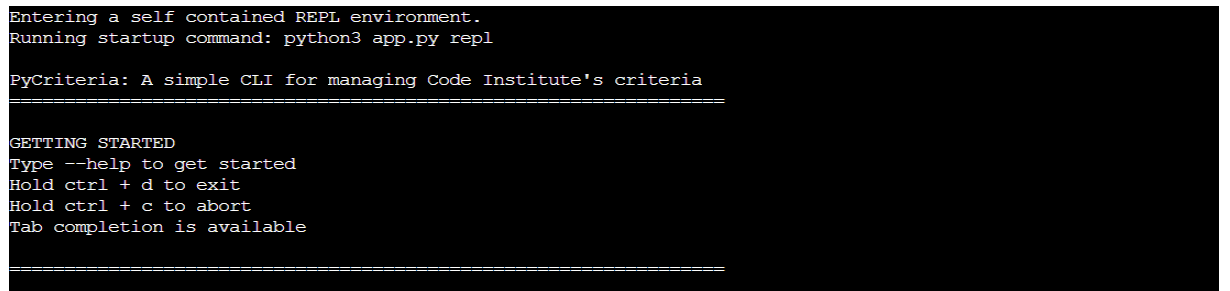 Entering a self contained REPL environment.
Running startup command: python3 app.py repl
PyCriteria: A simple CLI for managing Code Institute's criteria
=================================================================
GETTING STARTED
Type --help to get started
Hold ctrl + d to exit
Hold ctrl + c to abort
Tab completion is available
=================================================================